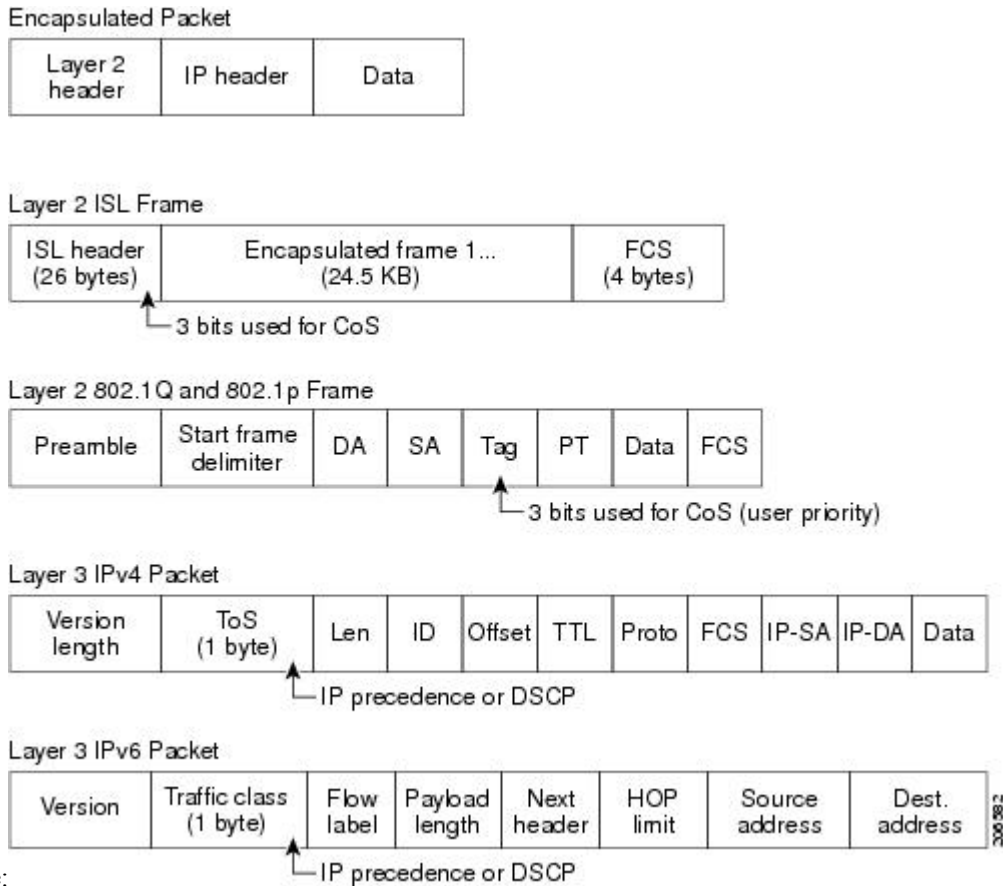 Encapsulated Packet
Layer 2
header
IP header
Data
Layer 2 ISL Frame
ISL header
(26 bytes)
Encapsulated frame 1...
(24.5 KB)
FCS
(4 bytes)
3 bits used for CoS
Layer 2 802.1Q and 802.1p Frame
Preamble
Start frame
delimiter
DA
SA
Tag
PT
Data
FCS
3 bits used for CoS (user priority)
Layer 3 IPv4 Packet
Version
length
ToS
(1 byte)
Len
ID
Offset
TTL
Proto
FCS
IP-SA
IP-DA
Data
IP precedence or DSCP
Layer 3 IPv6 Packet
Version
Traffic class
(1 byte)
Flow
label
Payload
length
Next
header
HOP
limit
Source
address
Dest.
address
IP precedence or DSCP